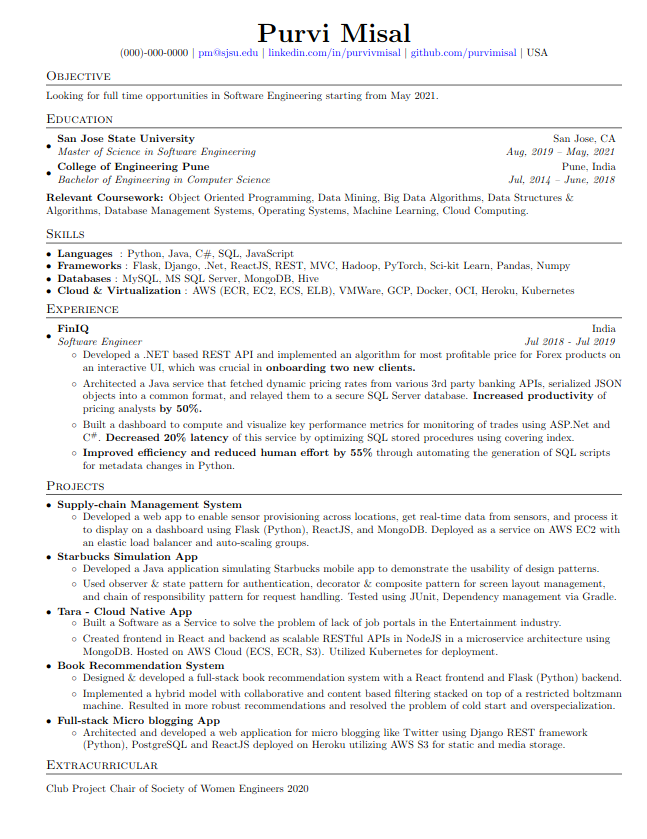 Purvi Misal
(000)-000-0000 | pm@sjsu.edu | linkedin.com/in/purvivmisal | github.com/purvimisal | USA
Objective
Looking for full time opportunities in Software Engineering starting from May 2021.
Education
• San Jose State University San Jose, CA
Master of Science in Software Engineering Aug, 2019 – May, 2021
• College of Engineering Pune Pune, India
Bachelor of Engineering in Computer Science Jul, 2014 – June, 2018
Relevant Coursework: Object Oriented Programming, Data Mining, Big Data Algorithms, Data Structures &
Algorithms, Database Management Systems, Operating Systems, Machine Learning, Cloud Computing.
Skills
• Languages : Python, Java, C#, SQL, JavaScript
• Frameworks : Flask, Django, .Net, ReactJS, REST, MVC, Hadoop, PyTorch, Sci-kit Learn, Pandas, Numpy
• Databases : MySQL, MS SQL Server, MongoDB, Hive
• Cloud & Virtualization : AWS (ECR, EC2, ECS, ELB), VMWare, GCP, Docker, OCI, Heroku, Kubernetes
Experience
• FinIQ India
Software Engineer Jul 2018 - Jul 2019
◦ Developed a .NET based REST API and implemented an algorithm for most profitable price for Forex products on
an interactive UI, which was crucial in onboarding two new clients.
◦ Architected a Java service that fetched dynamic pricing rates from various 3rd party banking APIs, serialized JSON
objects into a common format, and relayed them to a secure SQL Server database. Increased productivity of
pricing analysts by 50%.
◦ Built a dashboard to compute and visualize key performance metrics for monitoring of trades using ASP.Net and
C#. Decreased 20% latency of this service by optimizing SQL stored procedures using covering index.
◦ Improved efficiency and reduced human effort by 55% through automating the generation of SQL scripts
for metadata changes in Python.
Projects
• Supply-chain Management System
◦ Developed a web app to enable sensor provisioning across locations, get real-time data from sensors, and process it
to display on a dashboard using Flask (Python), ReactJS, and MongoDB. Deployed as a service on AWS EC2 with
an elastic load balancer and auto-scaling groups.
• Starbucks Simulation App
◦ Developed a Java application simulating Starbucks mobile app to demonstrate the usability of design patterns.
◦ Used observer & state pattern for authentication, decorator & composite pattern for screen layout management,
and chain of responsibility pattern for request handling. Tested using JUnit, Dependency management via Gradle.
• Tara - Cloud Native App
◦ Built a Software as a Service to solve the problem of lack of job portals in the Entertainment industry.
◦ Created frontend in React and backend as scalable RESTful APIs in NodeJS in a microservice architecture using
MongoDB. Hosted on AWS Cloud (ECS, ECR, S3). Utilized Kubernetes for deployment.
• Book Recommendation System
◦ Designed & developed a full-stack book recommendation system with a React frontend and Flask (Python) backend.
◦ Implemented a hybrid model with collaborative and content based filtering stacked on top of a restricted boltzmann
machine. Resulted in more robust recommendations and resolved the problem of cold start and overspecialization.
• Full-stack Micro blogging App
◦ Architected and developed a web application for micro blogging like Twitter using Django REST framework
(Python), PostgreSQL and ReactJS deployed on Heroku utilizing AWS S3 for static and media storage.
Extracurricular
Club Project Chair of Society of Women Engineers 2020